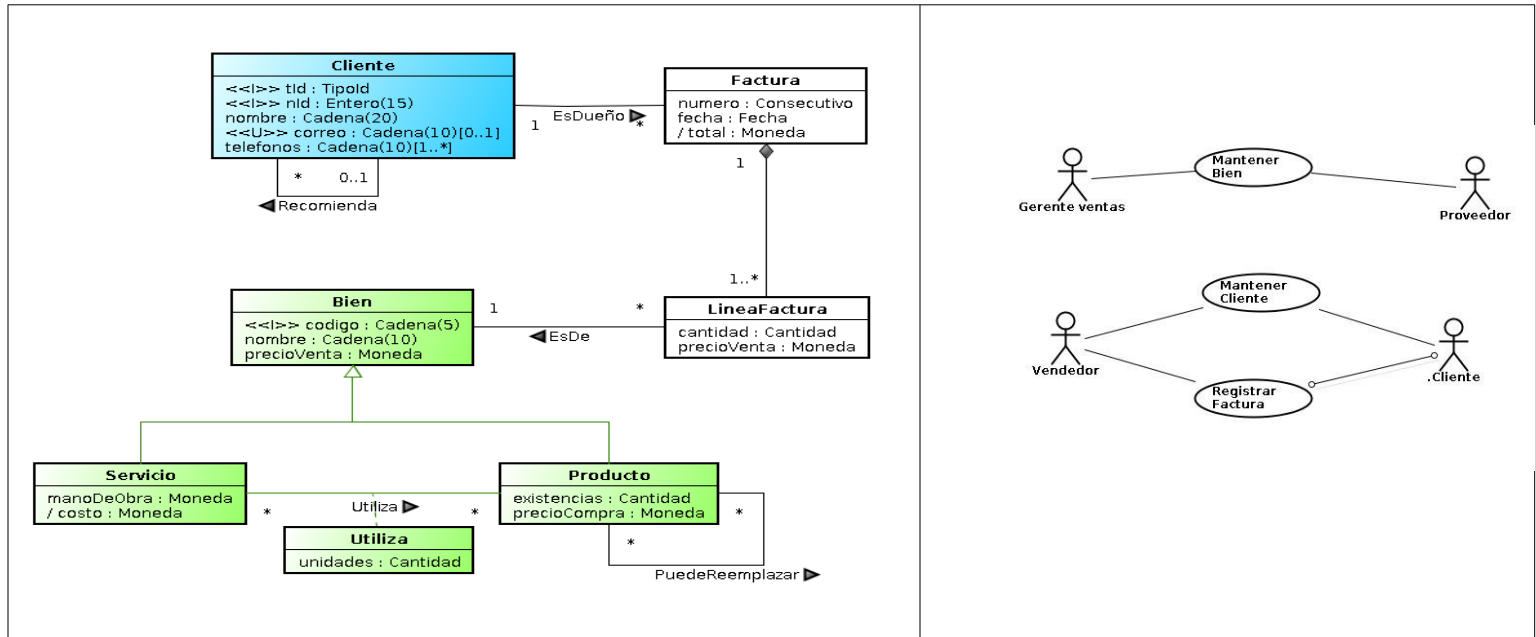 Cliente
<<I>> tId : TipoId
<<I>> nId : Entero(15)
nombre : Cadena(20)
<<U>> correo : Cadena(10)[0..1]
telefonos : Cadena(10)[1..*]
* 0..1
Recomienda
1 EsDueño *
Factura
numero : Consecutivo
fecha : Fecha
/ total : Moneda
1
1..*
Bien
<<I>> codigo : Cadena(5)
nombre : Cadena(10)
precioVenta : Moneda
1 *
EsDe
LineaFactura
cantidad : Cantidad
precioVenta : Moneda
Servicio
manoDeObra : Moneda
/ costo : Moneda
* Utiliza *
Utiliza
unidades : Cantidad
Producto
existencias : Cantidad
precioCompra : Moneda
*
*
PuedeReemplazar
Gerente ventas
Mantener
Bien
Proveedor
Mantener
Cliente
Vendedor
.Cliente
Registrar
Factura